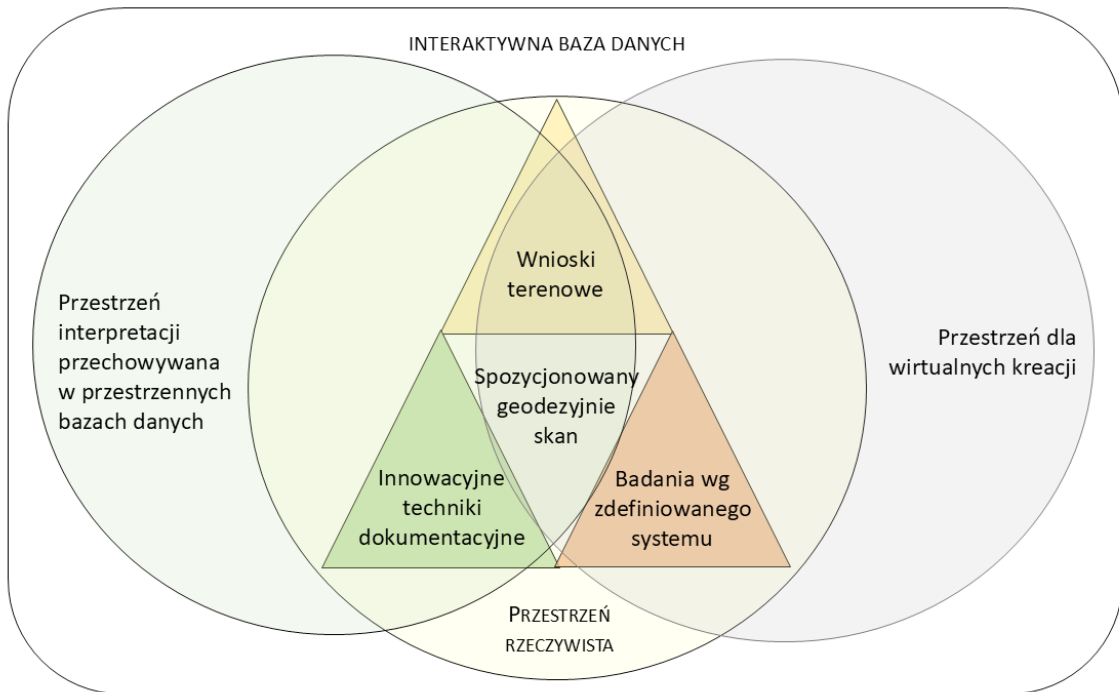 INTERAKTYWNA BAZA DANYCH
Przestrzeń
interpretacji
przechowywana
w przestrzennych
bazach danych
Wnioski
terenowe
Spozycjonowany
geodezyjnie
skan
Innowacyjne
techniki
dokumentacyjne
Badania wg
zdefiniowanego
systemu
Przestrzeń dla
wirtualnych kreacji
PRZESTRZEŃ
RZECZYWISTA